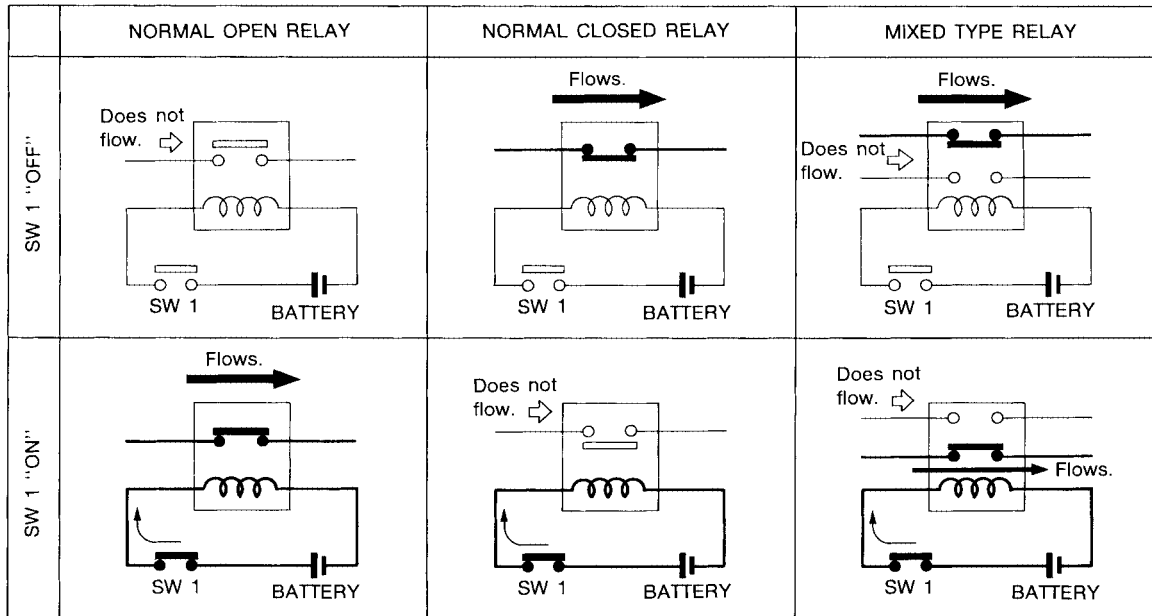 NORMAL OPEN RELAY
NORMAL CLOSED RELAY
MIXED TYPE RELAY
SW 1 "OFF"
Does not
flow.
SW 1
BATTERY
Flows.
SW 1
BATTERY
Flows.
Does not
flow.
SW 1
BATTERY
SW 1 "ON"
Flows.
SW 1
BATTERY
Does not
flow.
SW 1
BATTERY
Does not
flow.
Flows.
SW 1
BATTERY